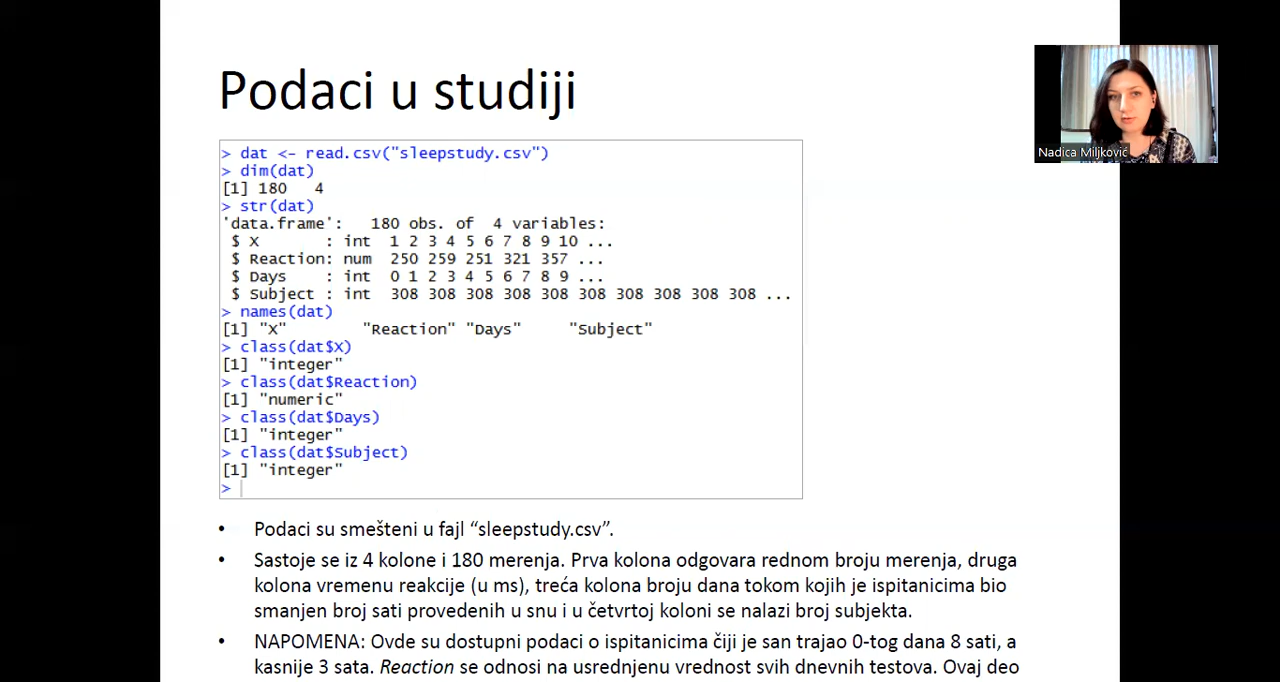 Podaci u studiji
> dat <- read.csv("sleepstudy.csv")
> dim(dat)
[1] 180   4
> str(dat)
'data.frame':   180 obs. of  4 variables:
 $ X       : int  1 2 3 4 5 6 7 8 9 10 ...
 $ Reaction: num  250 259 251 321 357 ...
 $ Days    : int  0 1 2 3 4 5 6 7 8 9 ...
 $ Subject : int  308 308 308 308 308 308 308 308 308 308 ...
> names(dat)
[1] "X"        "Reaction" "Days"     "Subject"
> class(dat$X)
[1] "integer"
> class(dat$Reaction)
[1] "numeric"
> class(dat$Days)
[1] "integer"
> class(dat$Subject)
[1] "integer"
>
Nadica Miljković
• Podaci su smešteni u fajl “sleepstudy.csv”.
• Sastoje se iz 4 kolone i 180 merenja. Prva kolona odgovara rednom broju merenja, druga
kolona vremenu reakcije (u ms), treća kolona broju dana tokom kojih je ispitanicima bio
smanjen broj sati provedenih u snu i u četvrtoj koloni se nalazi broj subjekta.
• NAPOMENA: Ovde su dostupni podaci o ispitanicima čiji je san trajao 0-tog dana 8 sati, a
kasnije 3 sata. Reaction se odnosi na usrednjenu vrednost svih dnevnih testova. Ovaj deo